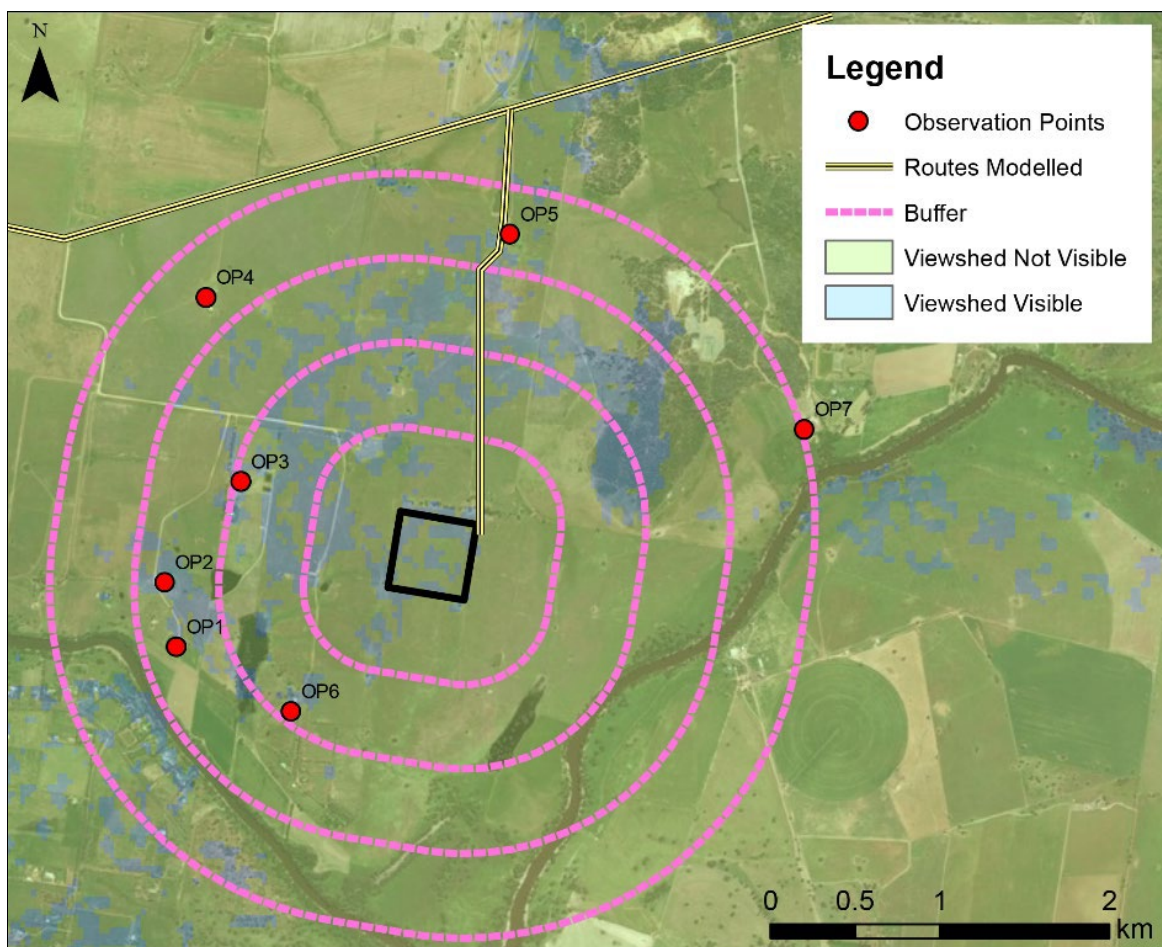 N
Legend
Observation Points
Routes Modelled
Buffer
Viewshed Not Visible
Viewshed Visible
OP5
OP4
OP7
OP3
OP2
OP1
OP6
0 0.5 1 2
km